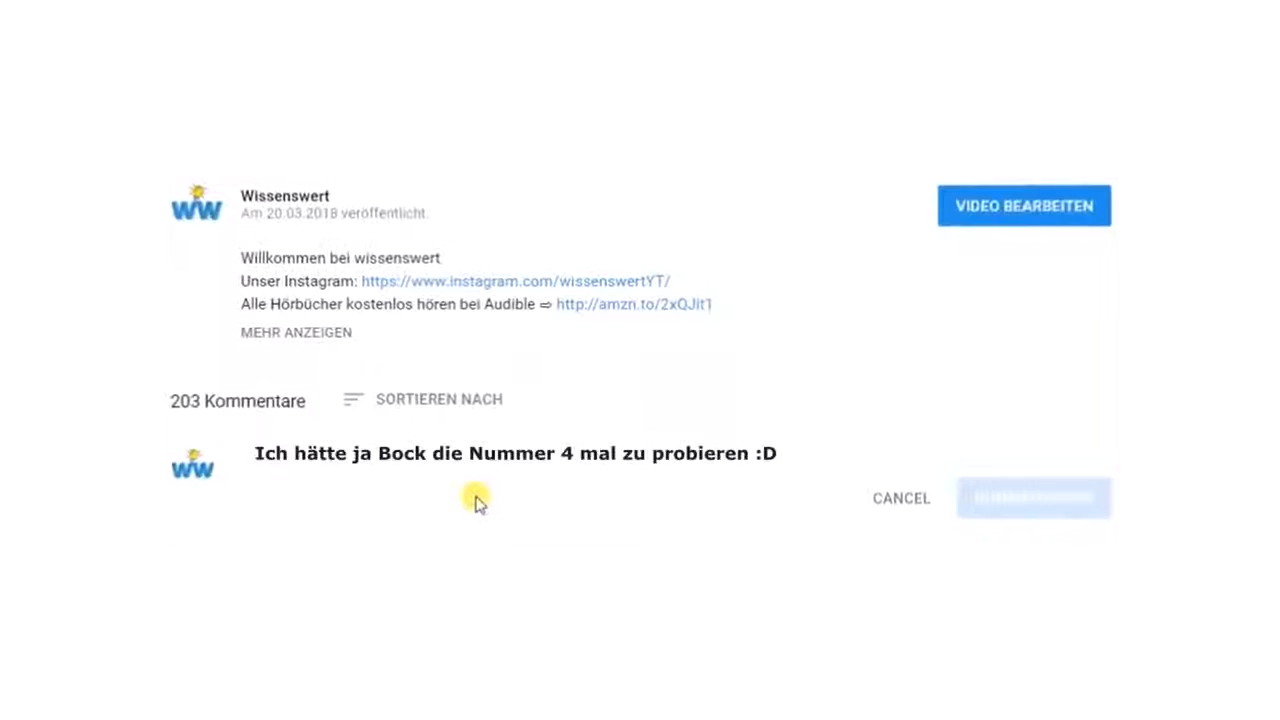 WW
Wissenswert
Am 20.03.2018 veröffentlicht
VIDEO BEARBEITEN
Willkommen bei wissenswert
Unser Instagram: https://www.instagram.com/wissenswertYT/
Alle Hörbücher kostenlos hören bei Audible ⇨ http://amzn.to/2xQJit1
MEHR ANZEIGEN
203 Kommentare
SORTIEREN NACH
WW
Ich hätte ja Bock die Nummer 4 mal zu probieren :D
CANCEL